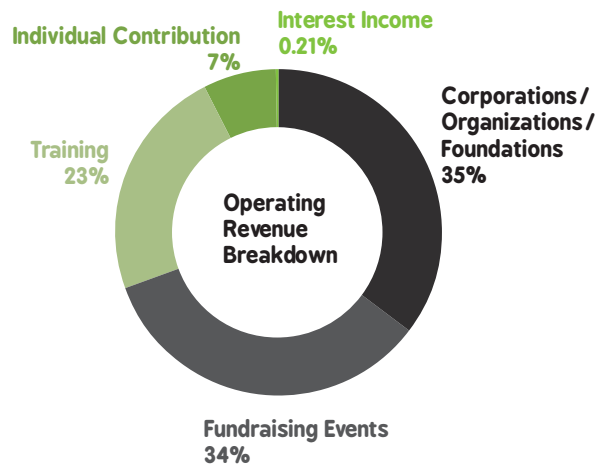 Interest Income
0.21%
Individual Contribution
7%
Corporations/
Organizations/
Foundations
35%
Training
23%
Operating
Revenue
Breakdown
Fundraising Events
34%